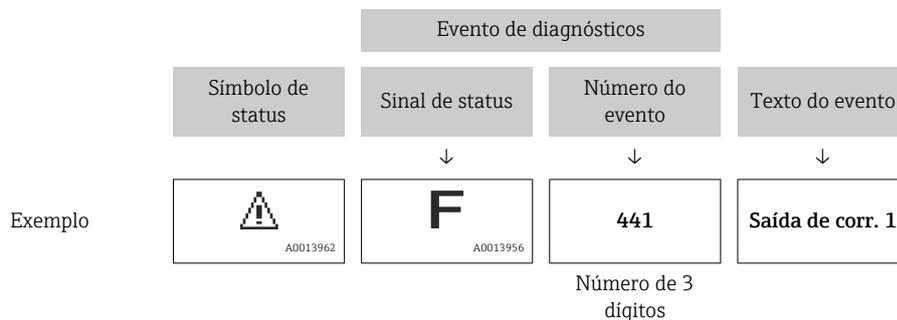 Evento de diagnósticos
Símbolo de
status
Sinal de status
Número do
evento
Texto do evento
↓
↓
↓
Exemplo
A0013962
F
A0013956
441
Saída de corr. 1
Número de 3
dígitos